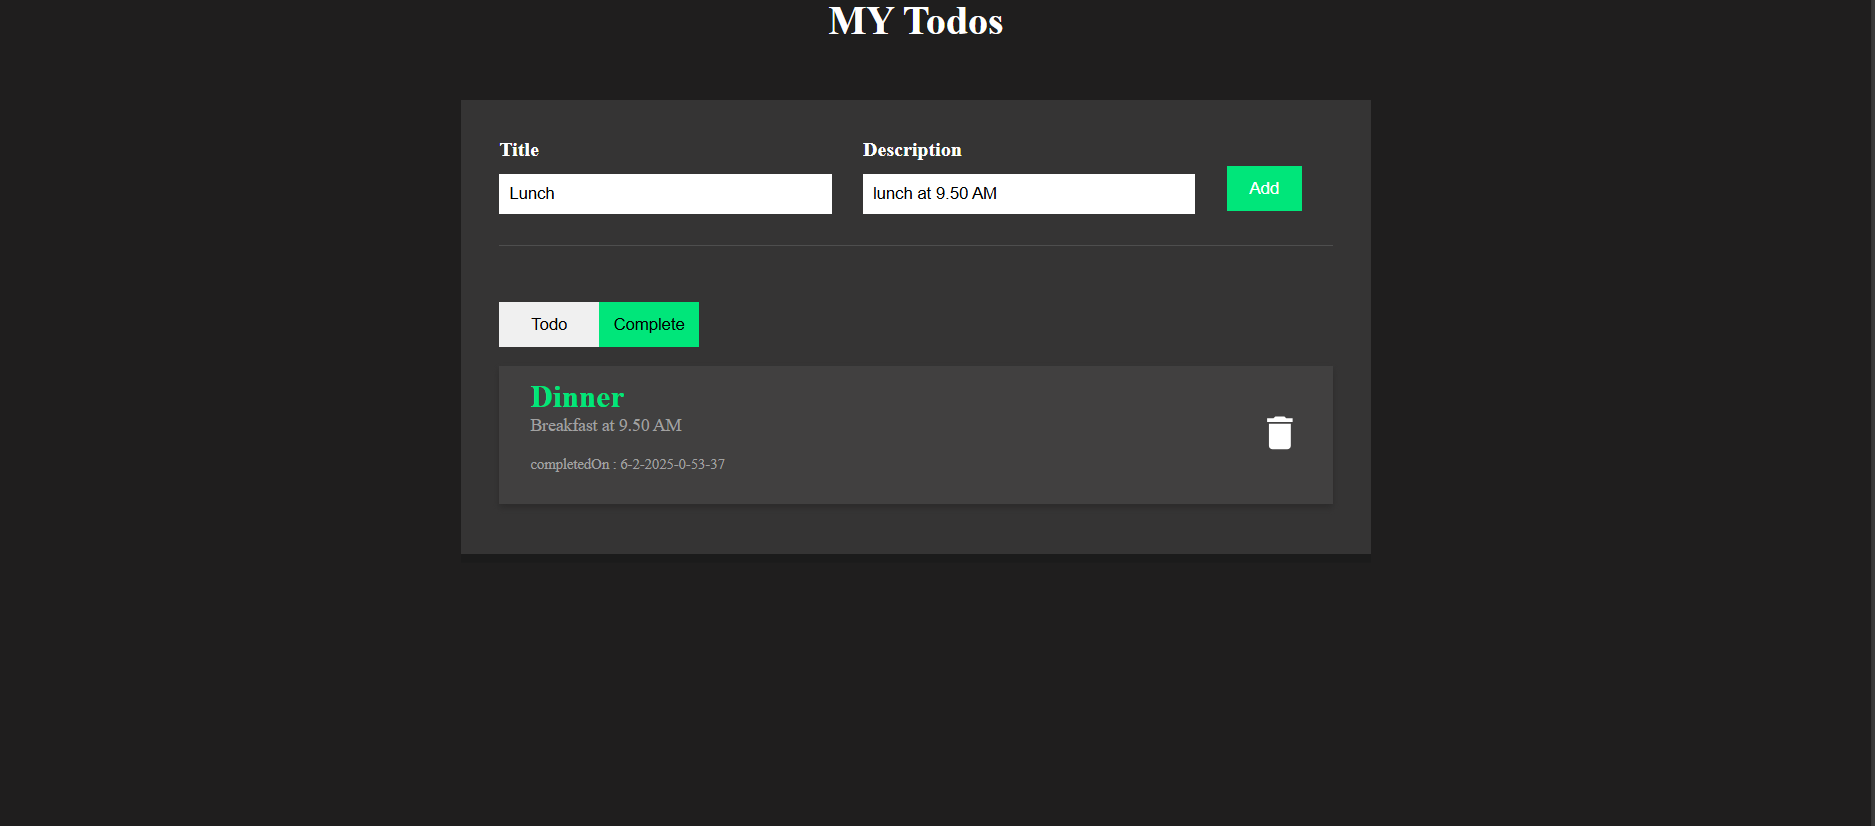 MY Todos
Title
Description
Lunch
lunch at 9.50 AM
Add
Todo
Complete
Dinner
Breakfast at 9.50 AM
completedOn : 6-2-2025-0-53-37